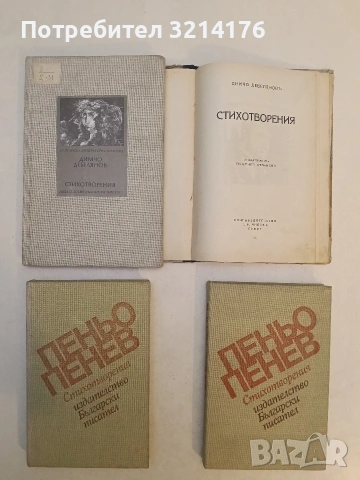 Потребител 3214176
ДИМЧО
ДЕБЕЛЯНОВ
СТИХОТВОРЕНИЯ
ДИМЧО ДЕБЕЛЯНОВЪ
СТИХОТВОРЕНИЯ
ПЕНЬО
ПЕНЕВ
Стихотворения
издателство
Български
писател
ПЕНЬО
ПЕНЕВ
Стихотворения
издателство
Български
писател
BAZAR
bg